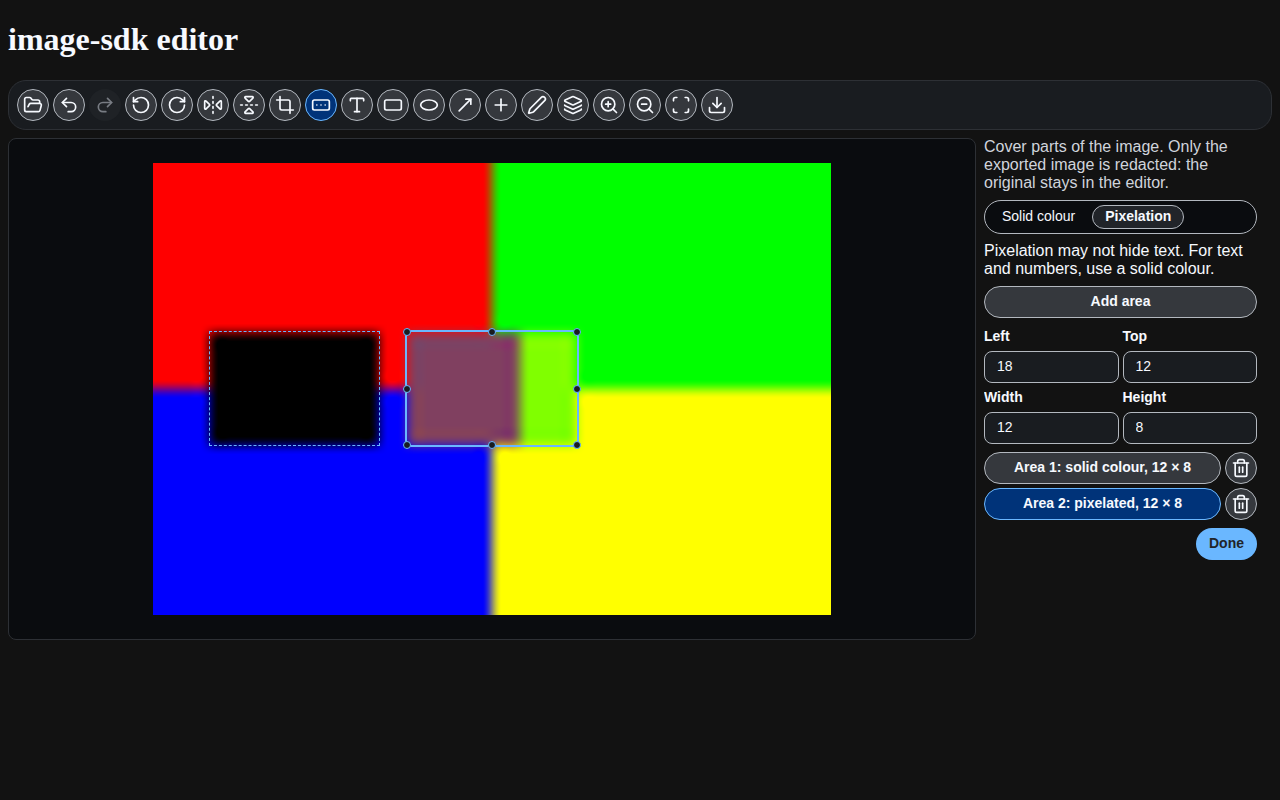 image-sdk editor
Cover parts of the image. Only the
exported image is redacted: the
original stays in the editor.
Solid colour Pixelation
Pixelation may not hide text. For text
and numbers, use a solid colour.
Add area
Left Top
18 12
Width Height
12 8
Area 1: solid colour, 12 × 8
Area 2: pixelated, 12 × 8
Done